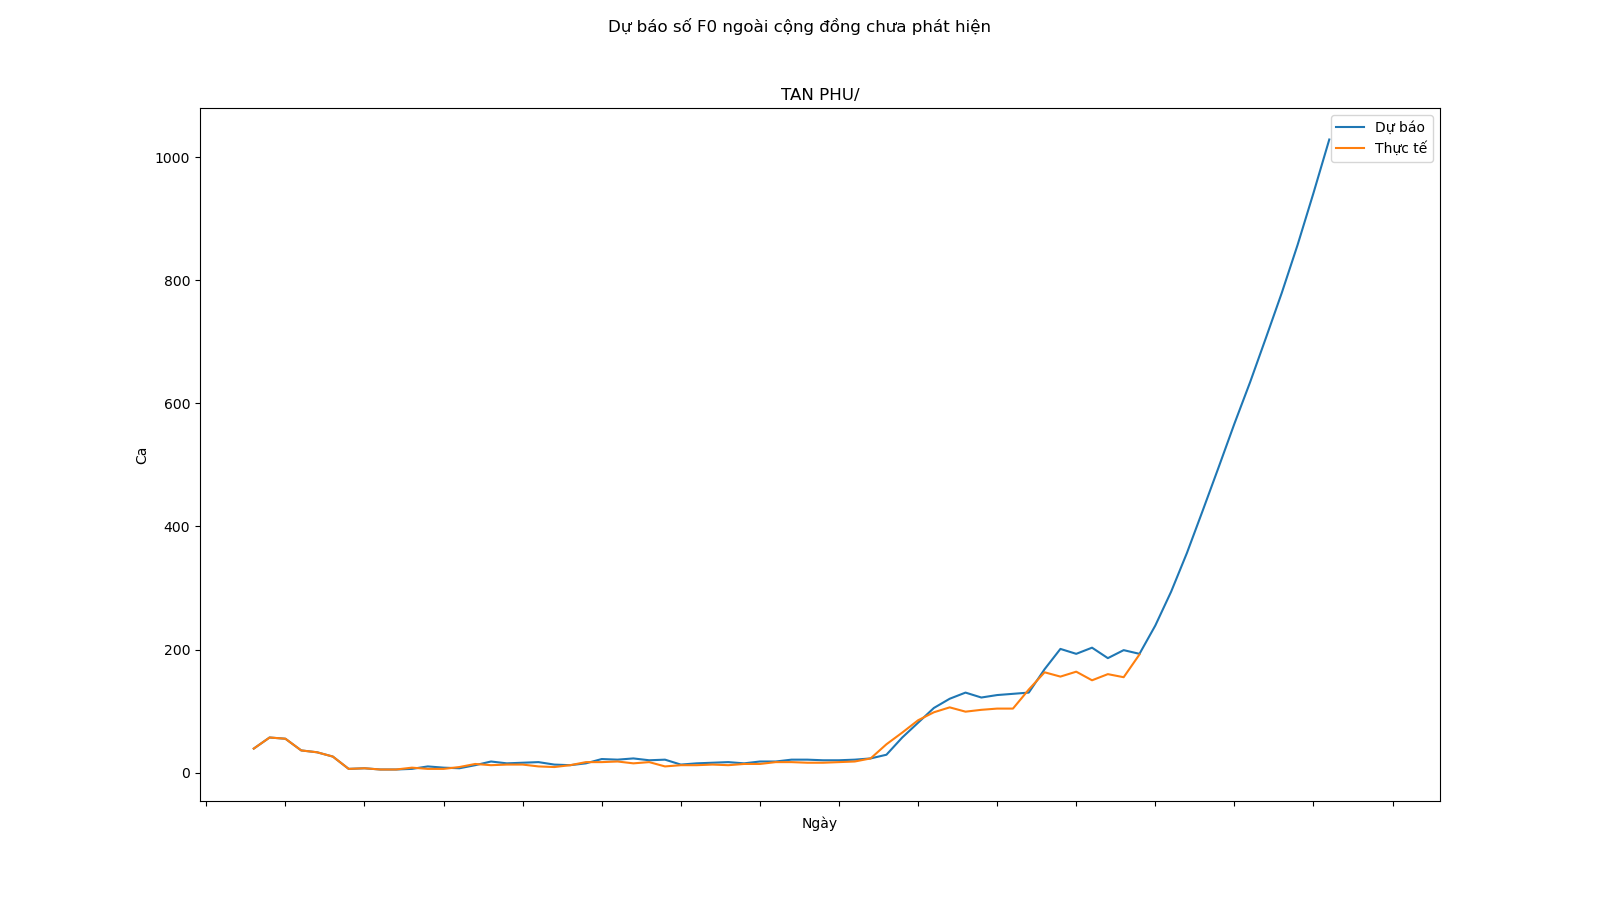 Dự báo số F0 ngoài cộng đồng chưa phát hiện
TAN PHU/
Dự báo
Thực tế
1000
800
600
400
200
0
Ca
Ngày